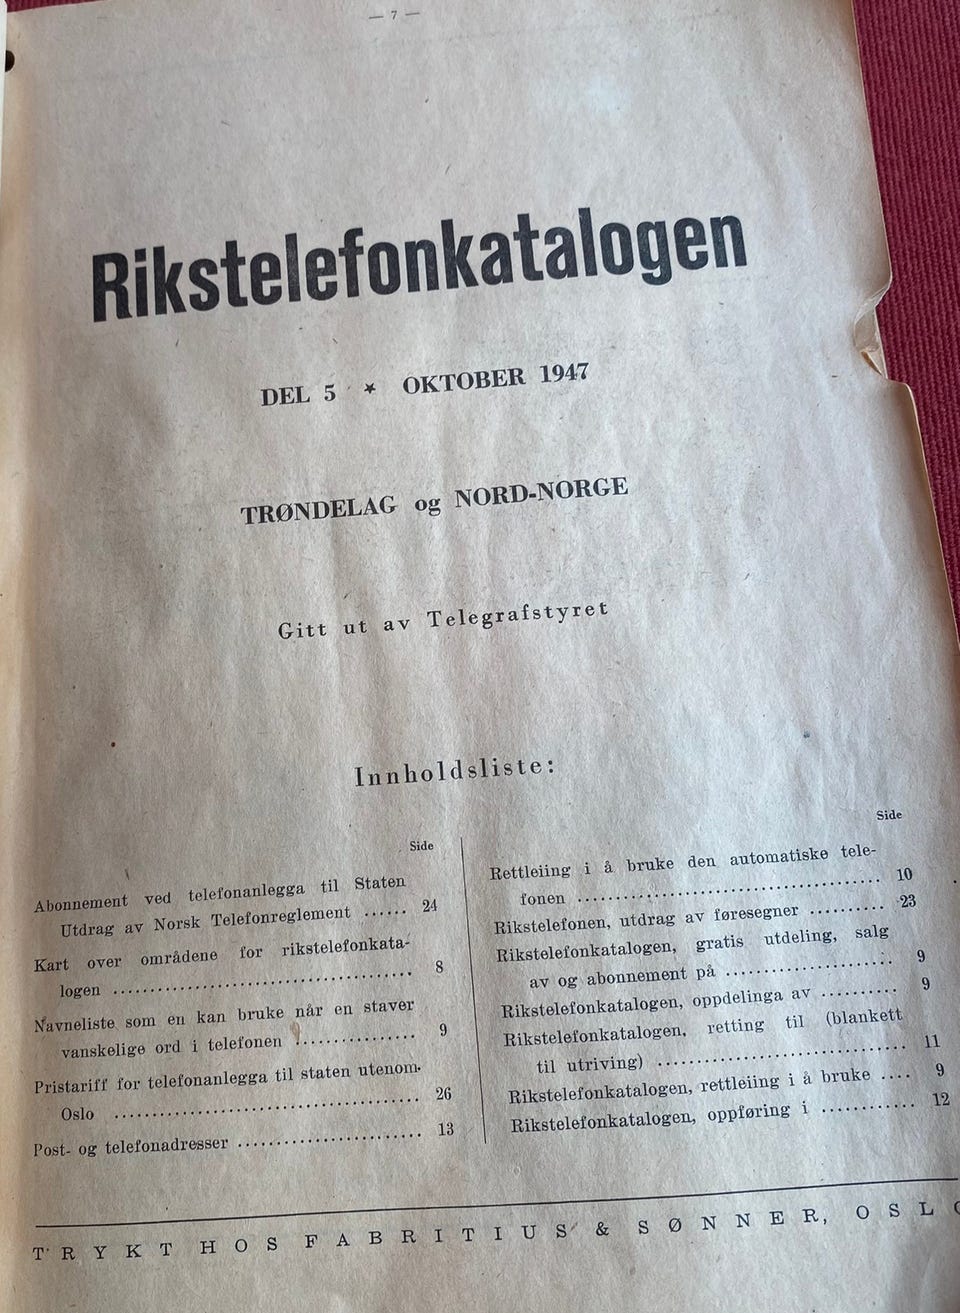 — 7 —
Rikstelefonkatalogen
DEL 5 * OKTOBER 1947
TRØNDELAG og NORD-NORGE
Gitt ut av Telegrafstyret
Innholdsliste:
Side
Abonnement ved telefonanlegga til Staten
Utdrag av Norsk Telefonreglement ...... 24
Kart over områdene for rikstelefonkata-
logen ........................................ 8
Navneliste som en kan bruke når en staver
vanskelige ord i telefonen ................ 9
Pristariff for telefonanlegga til staten utenom
Oslo ........................................ 26
Post- og telefonadresser ........................ 13
Side
Rettleiing i å bruke den automatiske tele-
fonen ........................................ 10
Rikstelefonen, utdrag av føresegner .......... 23
Rikstelefonkatalogen, gratis utdeling, salg
av og abonnement på ...................... 9
Rikstelefonkatalogen, oppdelinga av .......... 9
Rikstelefonkatalogen, retting til (blankett
til utriving) ................................ 11
Rikstelefonkatalogen, rettleiing i å bruke .... 9
Rikstelefonkatalogen, oppføring i ............ 12
TRYKT HOS FABRITIUS & SØNNER, OSLO